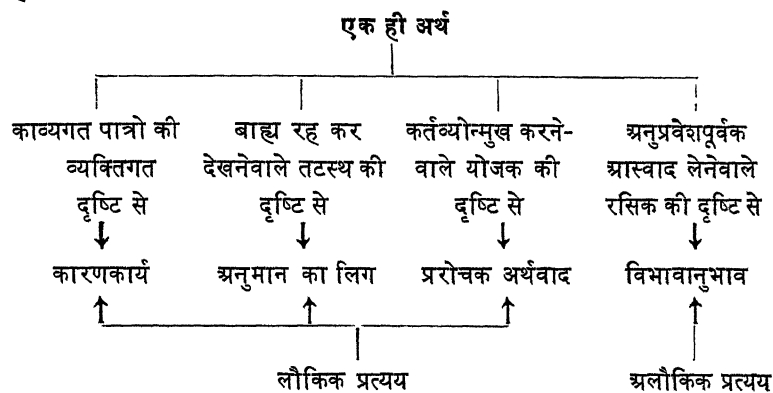 एक ही अर्थ
काव्यगत पात्रो की बाह्य रह कर कर्तव्योन्मुख करने- अनुप्रवेशपूर्वक
व्यक्तिगत देखनेवाले तटस्थ की वाले योजक की आस्वाद लेनेवाले
दृष्टि से दृष्टि से दृष्टि से रसिक की दृष्टि से
कारणकार्य अनुमान का लिग प्ररोचक अर्थवाद विभावानुभाव
लौकिक प्रत्यय अलौकिक प्रत्यय